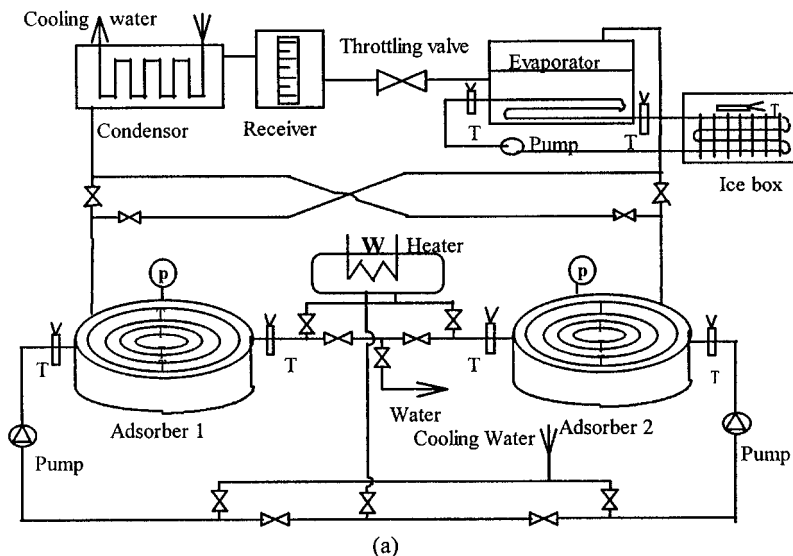 Cooling
water
Throttling valve
Evaporator
Condensor
Receiver
T
T
T
Pump
Ice box
W Heater
p
p
T
T
T
T
Water
Adsorber 1
Cooling Water
Adsorber 2
Pump
Pump
(a)